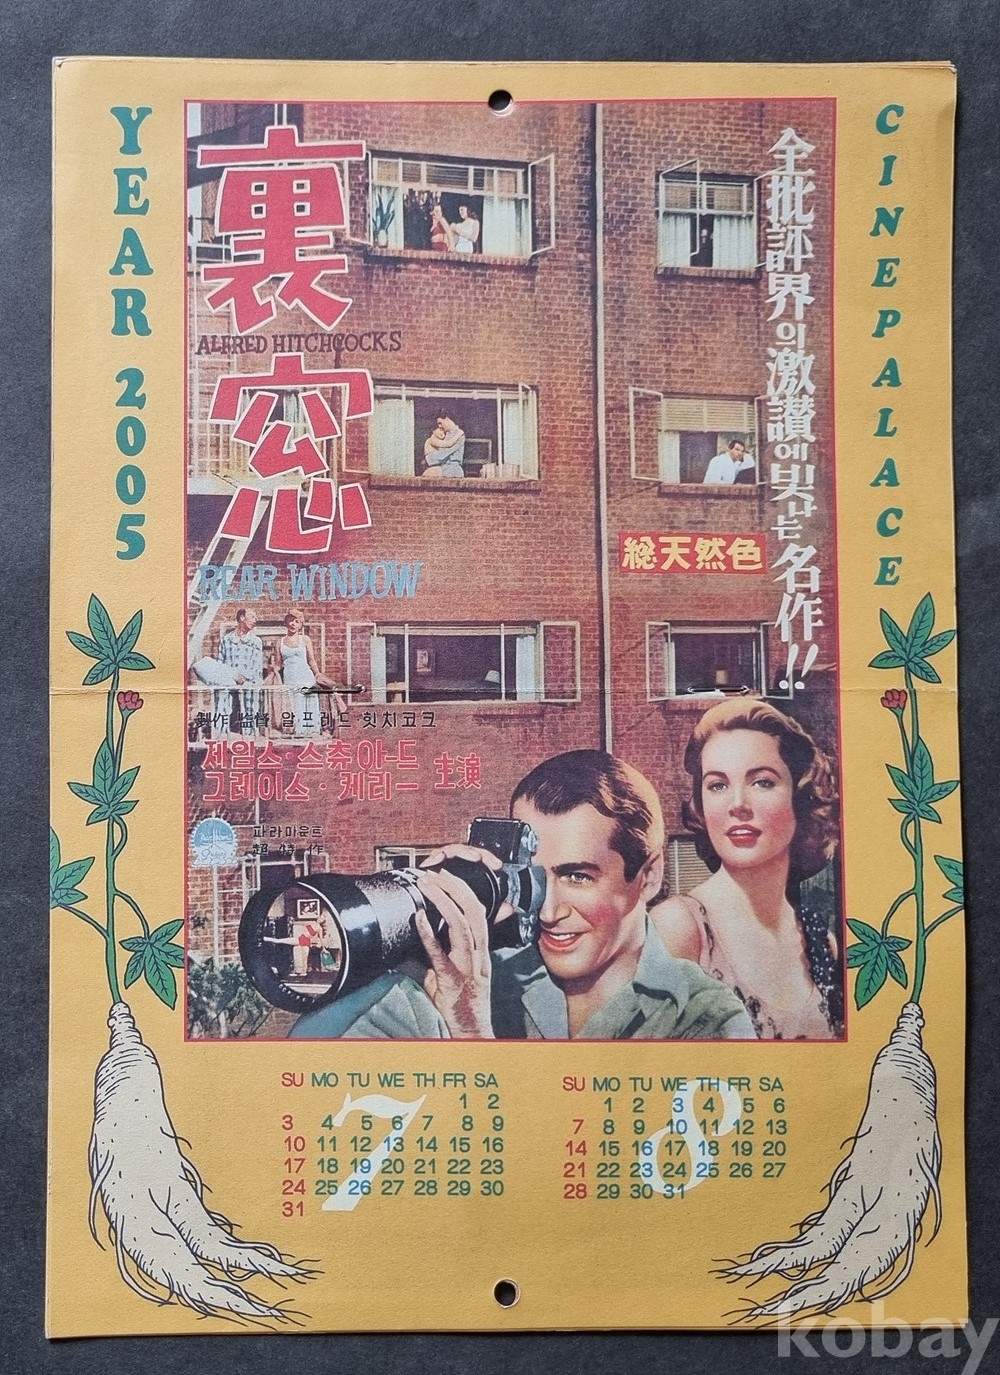 YEAR 2005
CINEPALACE
裏窓
ALFRED HITCHCOCKS
REAR WINDOW
全批評界의激讃에빛나는名作!!
総天然色
製作 監督 알프레드·힛치코크
제임스·스츄아드
그레이스·케리ー
主演
파라마운트
超特作
7
SU MO TU WE TH FR SA
1 2
3 4 5 6 7 8 9
10 11 12 13 14 15 16
17 18 19 20 21 22 23
24 25 26 27 28 29 30
31
8
SU MO TU WE TH FR SA
1 2 3 4 5 6
7 8 9 10 11 12 13
14 15 16 17 18 19 20
21 22 23 24 25 26 27
28 29 30 31
kobay